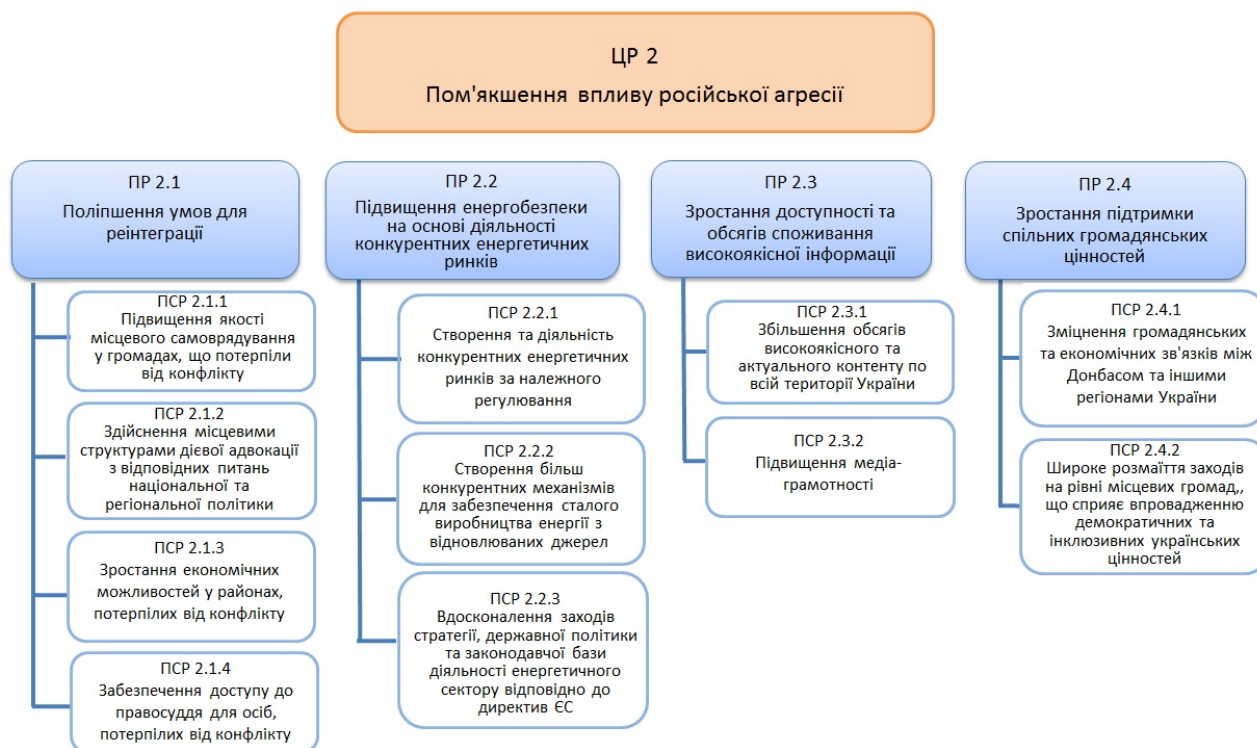 ЦР 2
Пом'якшення впливу російської агресії
ПР 2.1
Поліпшення умов для
реінтеграції
ПСР 2.1.1
Підвищення якості
місцевого самоврядування
у громадах, що потерпіли
від конфлікту
ПСР 2.1.2
Здійснення місцевими
структурами дієвої адвокації
з відповідних питань
національної та
регіональної політики
ПСР 2.1.3
Зростання економічних
можливостей у районах,
потерпілих від конфлікту
ПСР 2.1.4
Забезпечення доступу до
правосуддя для осіб,
потерпілих від конфлікту
ПР 2.2
Підвищення енергобезпеки
на основі діяльності
конкурентних енергетичних
ринків
ПСР 2.2.1
Створення та діяльність
конкурентних енергетичних
ринків за належного
регулювання
ПСР 2.2.2
Створення більш
конкурентних механізмів
для забезпечення сталого
виробництва енергії з
відновлюваних джерел
ПСР 2.2.3
Вдосконалення заходів
стратегії, державної політики
та законодавчої бази
діяльності енергетичного
сектору відповідно до
директив ЄС
ПР 2.3
Зростання доступності та
обсягів споживання
високоякісної інформації
ПСР 2.3.1
Збільшення обсягів
високоякісного та
актуального контенту по
всій території України
ПСР 2.3.2
Підвищення медіа-
грамотності
ПР 2.4
Зростання підтримки
спільних громадянських
цінностей
ПСР 2.4.1
Зміцнення громадянських
та економічних зв'язків між
Донбасом та іншими
регіонами України
ПСР 2.4.2
Широке розмаїття заходів
на рівні місцевих громад,,
що сприяє впровадженню
демократичних та
інклюзивних українських
цінностей